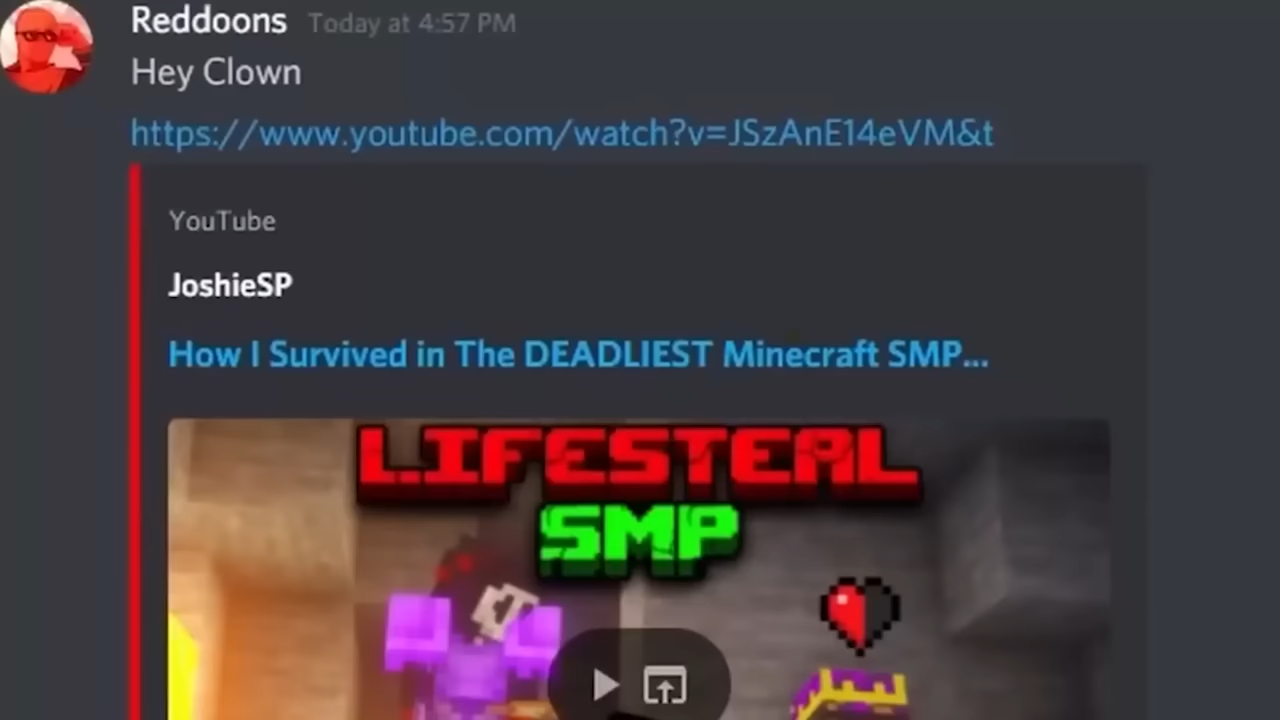 Reddoons Today at 4:57 PM
Hey Clown
https://www.youtube.com/watch?v=JSzAnE14eVM&t
YouTube
JoshieSP
How I Survived in The DEADLIEST Minecraft SMP...
LIFESTEAL
SMP